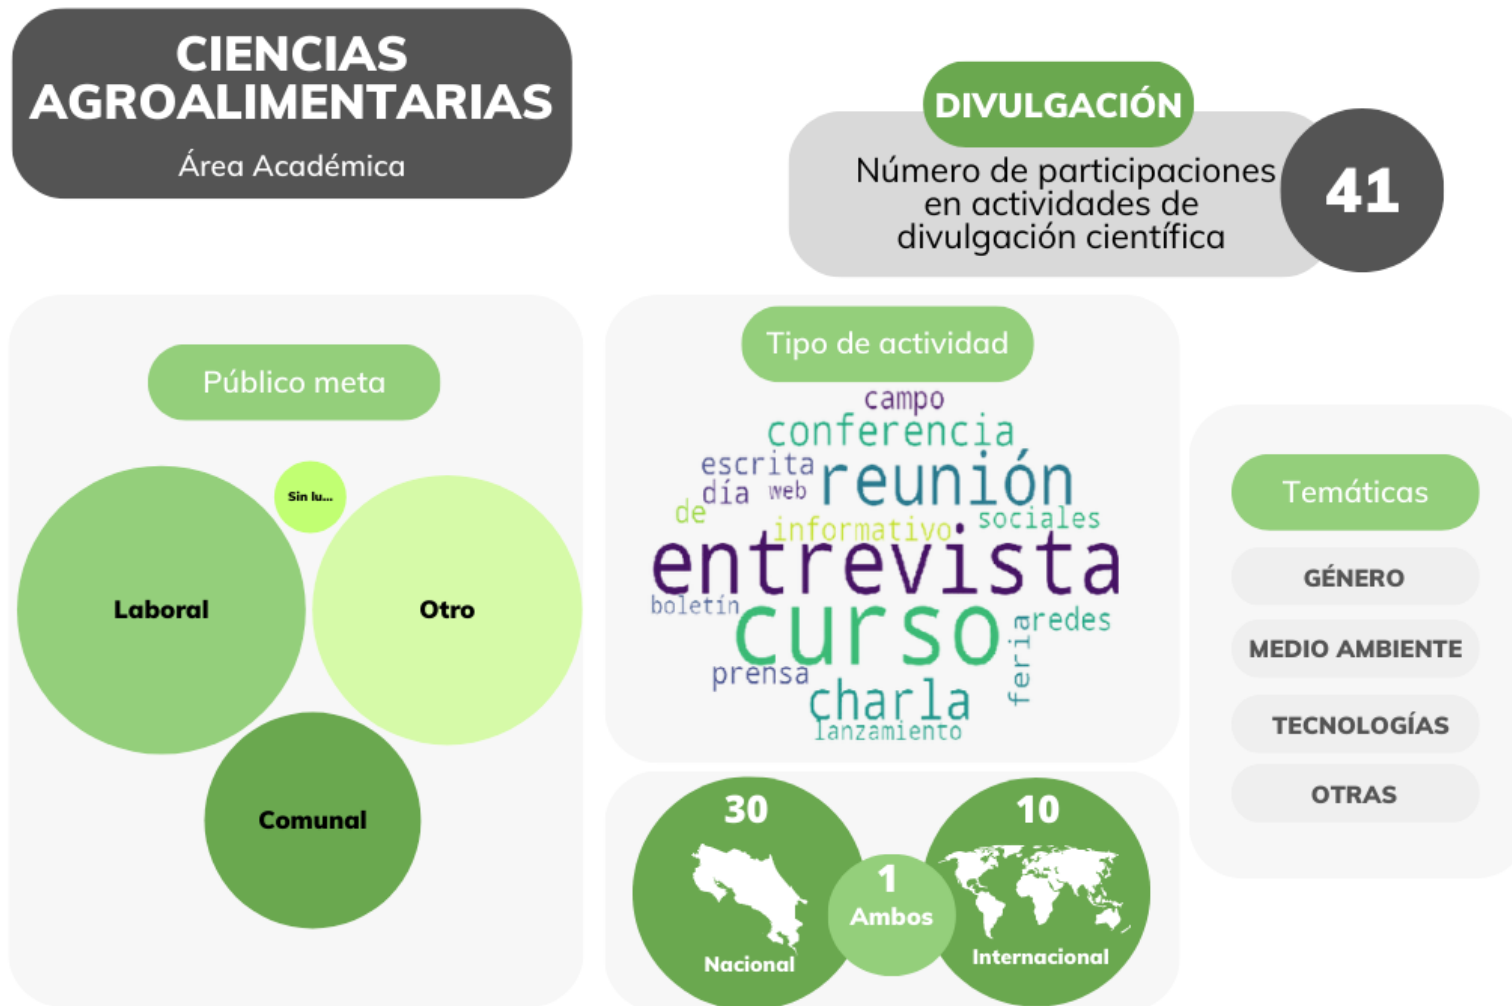 CIENCIAS
AGROALIMENTARIAS
Área Académica
DIVULGACIÓN
Número de participaciones
en actividades de
divulgación científica
41
Público meta
Sin lu...
Laboral
Otro
Comunal
Tipo de actividad
campo
conferencia
escrita
reunión
día
web
de
informativo
sociales
entrevista
boletín
curso
redes
feria
prensa
charla
lanzamiento
30
Nacional
1
Ambos
10
Internacional
Temáticas
GÉNERO
MEDIO AMBIENTE
TECNOLOGÍAS
OTRAS